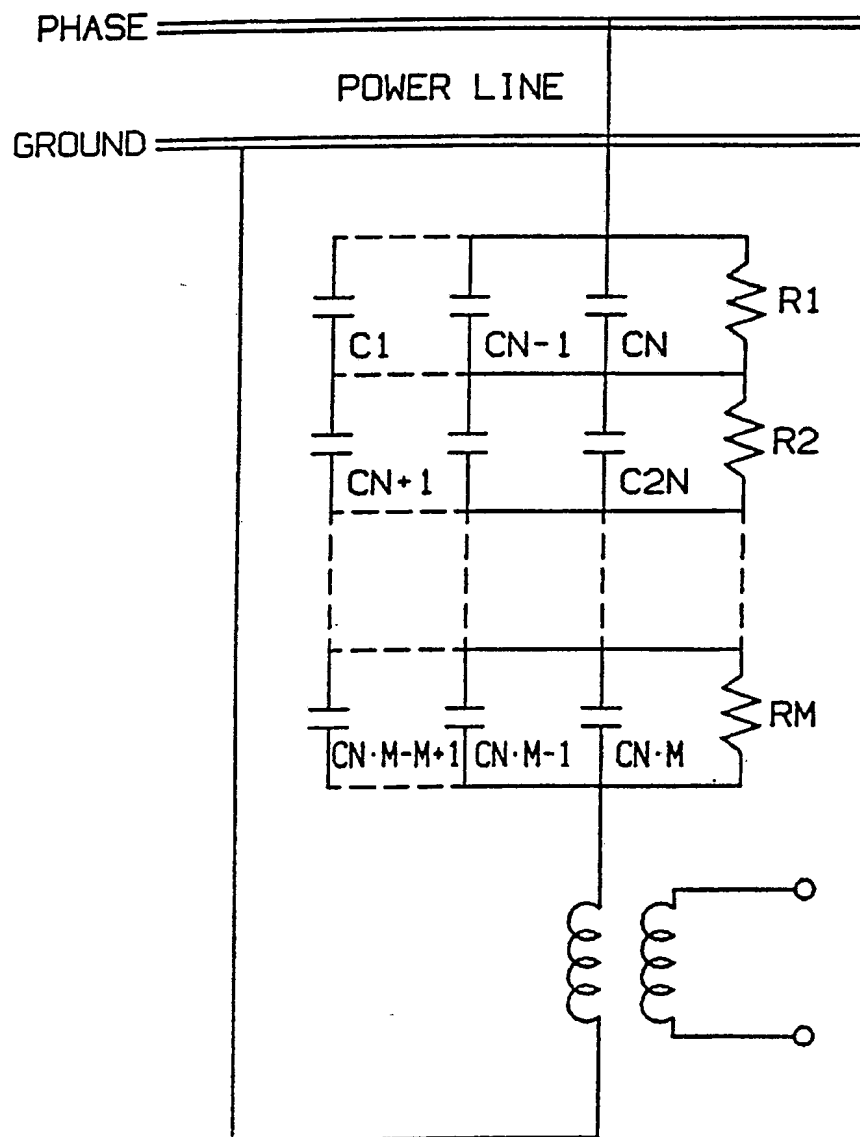 PHASE
POWER LINE
GROUND
C1 CN-1 CN R1
CN+1 C2N R2
CN·M-M+1 CN·M-1 CN·M RM